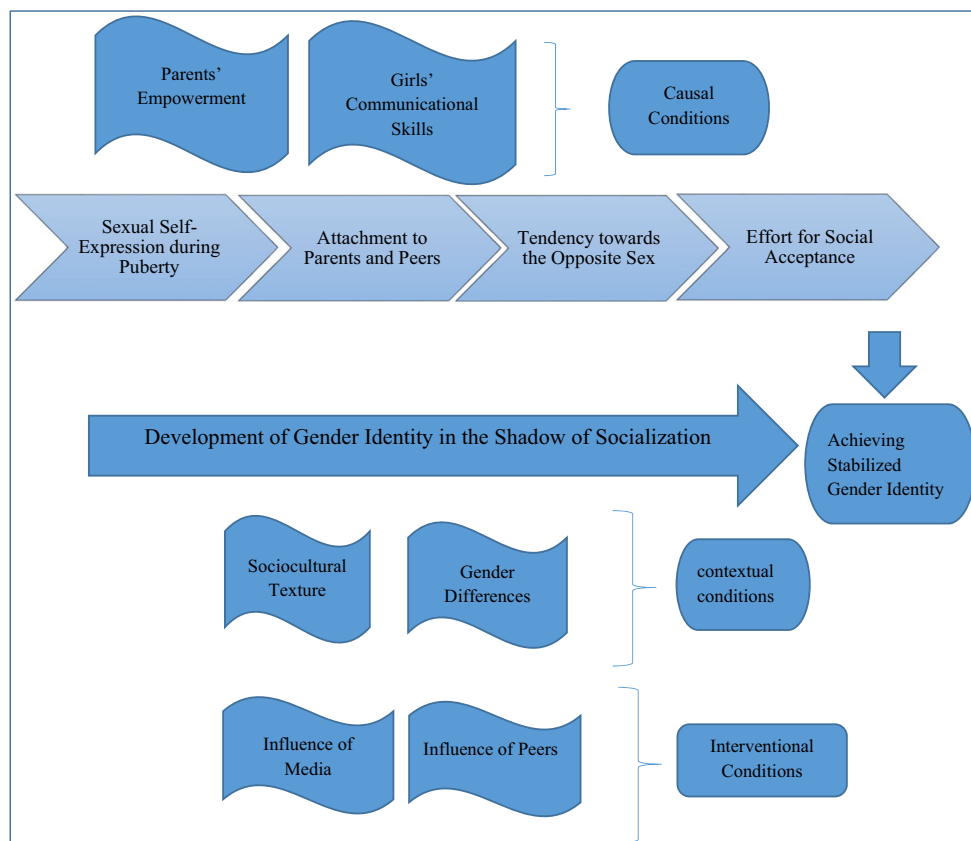 Parents’
Empowerment
Girls’
Communicational
Skills
Causal
Conditions
Sexual Self-
Expression during
Puberty
Attachment to
Parents and Peers
Tendency towards
the Opposite Sex
Effort for Social
Acceptance
Development of Gender Identity in the Shadow of Socialization
Achieving
Stabilized
Gender Identity
Sociocultural
Texture
Gender
Differences
contextual
conditions
Influence of
Media
Influence of Peers
Interventional
Conditions